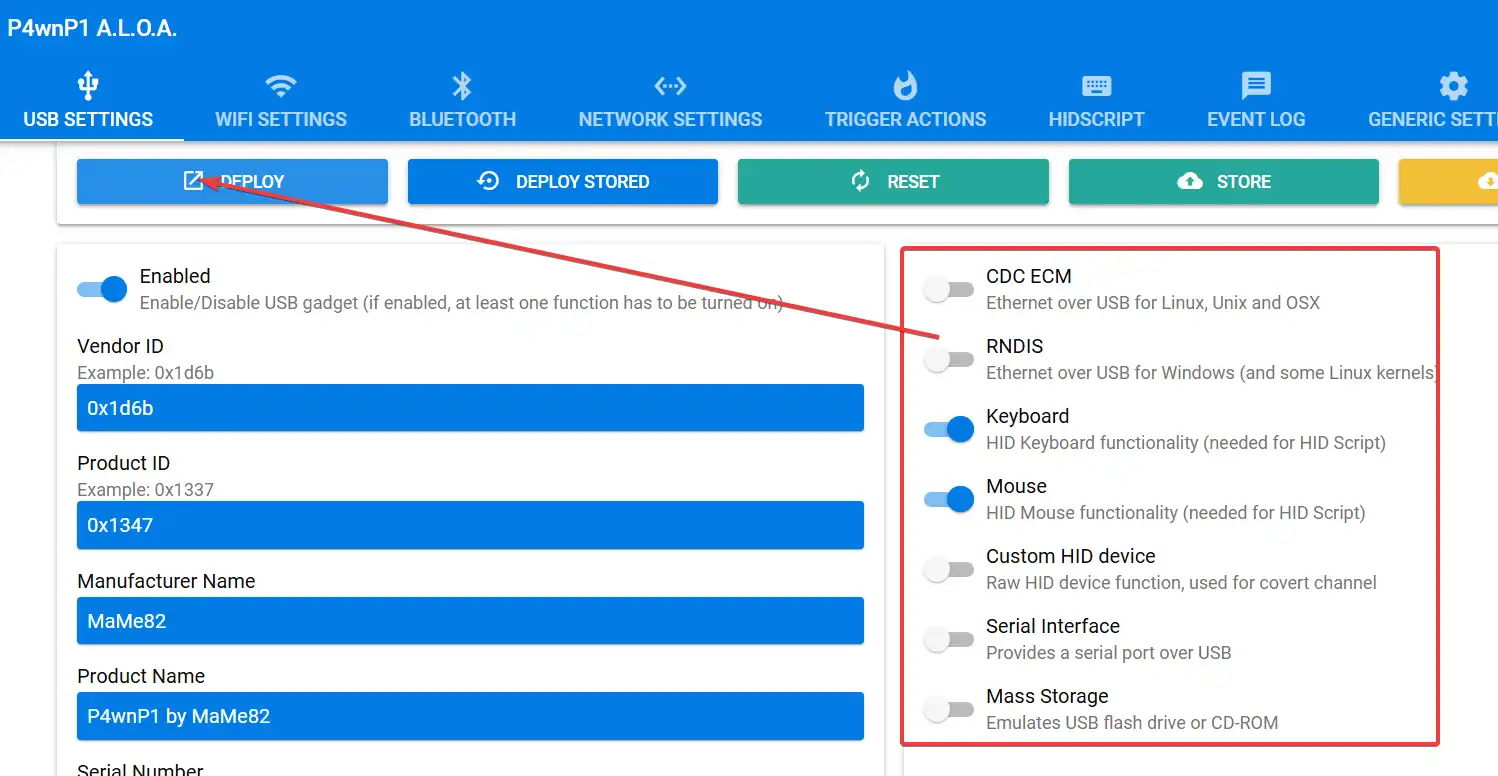 P4wnP1 A.L.O.A.
USB SETTINGS
WIFI SETTINGS
BLUETOOTH
NETWORK SETTINGS
TRIGGER ACTIONS
HIDSCRIPT
EVENT LOG
GENERIC SETTI
DEPLOY
DEPLOY STORED
RESET
STORE
Enabled
Enable/Disable USB gadget (if enabled, at least one function has to be turned on)
Vendor ID
Example: 0x1d6b
0x1d6b
Product ID
Example: 0x1337
0x1347
Manufacturer Name
MaMe82
Product Name
P4wnP1 by MaMe82
Serial Number
CDC ECM
Ethernet over USB for Linux, Unix and OSX
RNDIS
Ethernet over USB for Windows (and some Linux kernels)
Keyboard
HID Keyboard functionality (needed for HID Script)
Mouse
HID Mouse functionality (needed for HID Script)
Custom HID device
Raw HID device function, used for covert channel
Serial Interface
Provides a serial port over USB
Mass Storage
Emulates USB flash drive or CD-ROM